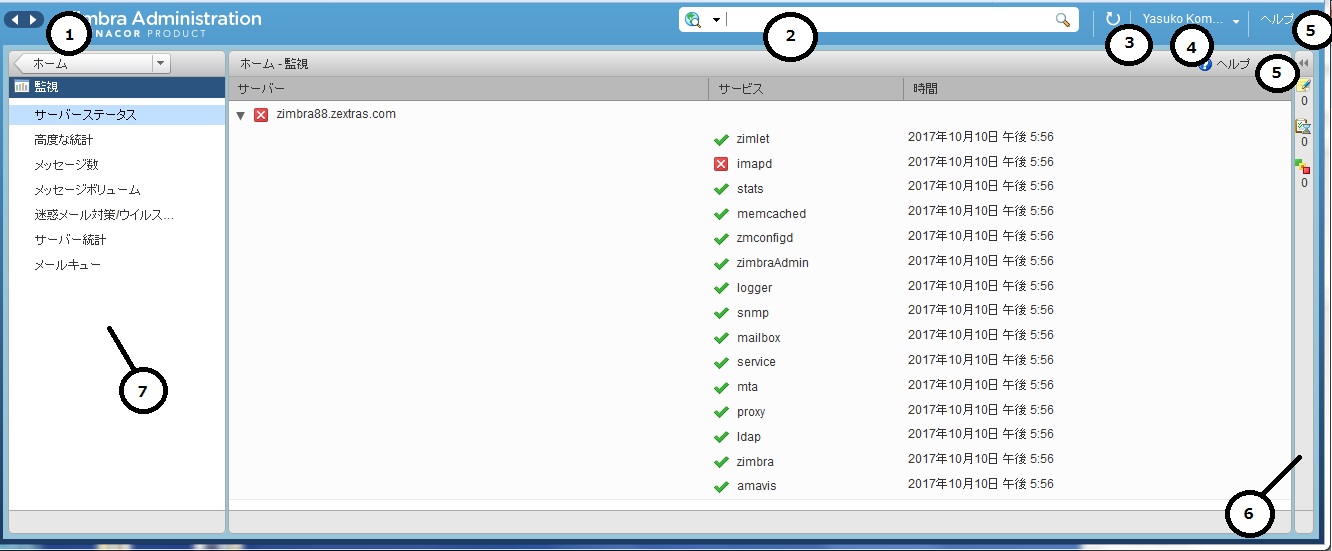 imbra Administration
NACOR PRODUCT
Yasuko Kom...
ヘルプ
1
2
3
4
5
5
ホーム
監視
サーバーステータス
高度な統計
メッセージ数
メッセージボリューム
迷惑メール対策/ウイルス...
サーバー統計
メールキュー
7
ホーム - 監視
ヘルプ
サーバー サービス 時間
zimbra88.zextras.com
zimlet 2017年10月10日 午後 5:56
imapd 2017年10月10日 午後 5:56
stats 2017年10月10日 午後 5:56
memcached 2017年10月10日 午後 5:56
zmconfigd 2017年10月10日 午後 5:56
zimbraAdmin 2017年10月10日 午後 5:56
logger 2017年10月10日 午後 5:56
snmp 2017年10月10日 午後 5:56
mailbox 2017年10月10日 午後 5:56
service 2017年10月10日 午後 5:56
mta 2017年10月10日 午後 5:56
proxy 2017年10月10日 午後 5:56
ldap 2017年10月10日 午後 5:56
zimbra 2017年10月10日 午後 5:56
amavis 2017年10月10日 午後 5:56
0
0
0
6